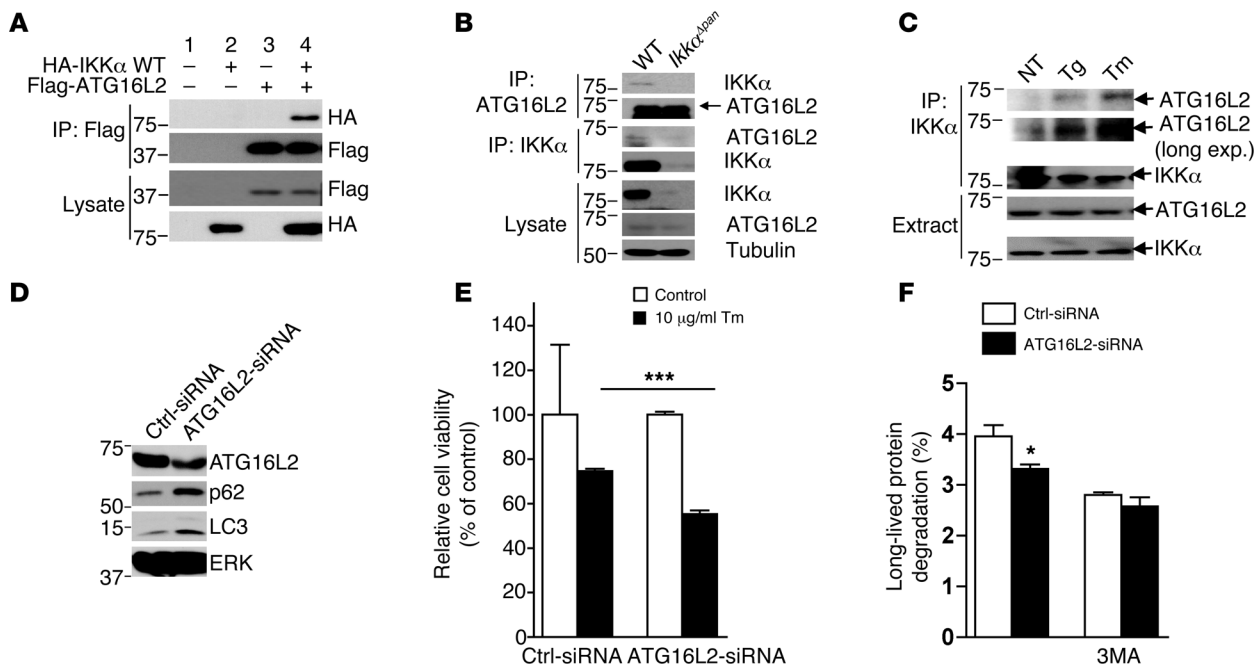 A
1 2 3 4
HA-IKKα WT – + – +
Flag-ATG16L2 – – + +
IP: Flag
75–
HA
37–
Flag
Lysate
37–
Flag
75–
HA
B
WT IkkαΔpan
IP:
ATG16L2
75–
IKKα
75–
ATG16L2
IP: IKKα
ATG16L2
75–
IKKα
75–
IKKα
Lysate
75–
ATG16L2
50–
Tubulin
C
NT Tg Tm
IP:
IKKα
75–
ATG16L2
ATG16L2
(long exp.)
75–
IKKα
Extract
ATG16L2
75–
IKKα
D
Ctrl-siRNA
ATG16L2-siRNA
75–
ATG16L2
p62
50–
15–
LC3
ERK
37–
E
Control
10 µg/ml Tm
Relative cell viability
(% of control)
140
120
100
80
60
40
20
0
***
Ctrl-siRNA ATG16L2-siRNA
F
Ctrl-siRNA
ATG16L2-siRNA
Long-lived protein
degradation (%)
5
4
3
2
1
0
*
3MA